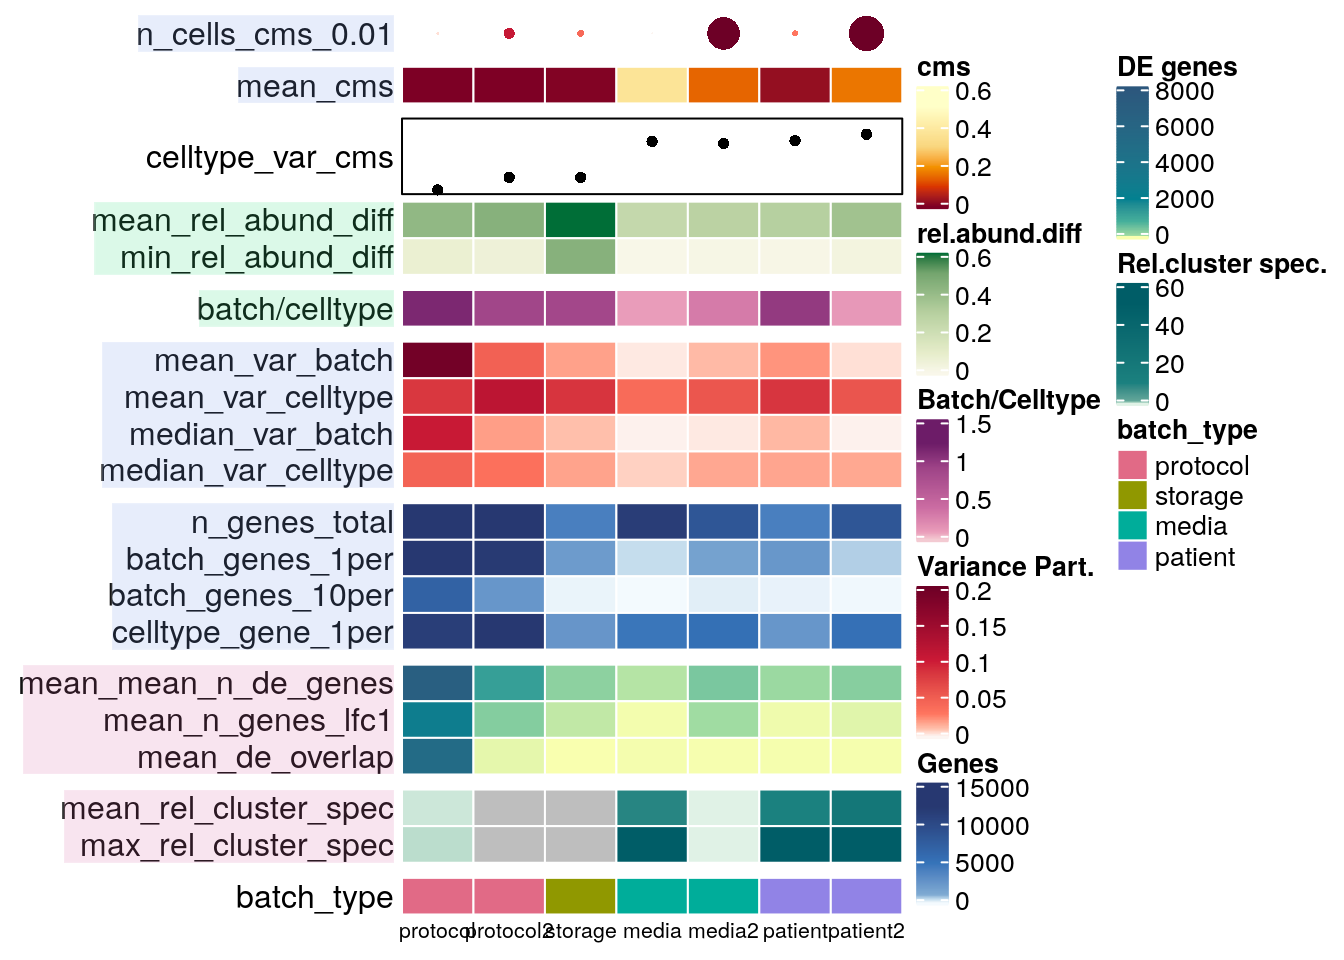 n_cells_cms_0.01
mean_cms
celltype_var_cms
mean_rel_abund_diff
min_rel_abund_diff
batch/celltype
mean_var_batch
mean_var_celltype
median_var_batch
median_var_celltype
n_genes_total
batch_genes_1per
batch_genes_10per
celltype_gene_1per
mean_mean_n_de_genes
mean_n_genes_lfc1
mean_de_overlap
mean_rel_cluster_spec
max_rel_cluster_spec
batch_type
protocol protocol2 storage media media2 patient patient2
cms
0.6
0.4
0.2
0
rel.abund.diff
0.6
0.4
0.2
0
Batch/Celltype
1.5
1
0.5
0
Variance Part.
0.2
0.15
0.1
0.05
0
Genes
15000
10000
5000
0
DE genes
8000
6000
4000
2000
0
Rel.cluster spec.
60
40
20
0
batch_type
protocol
storage
media
patient